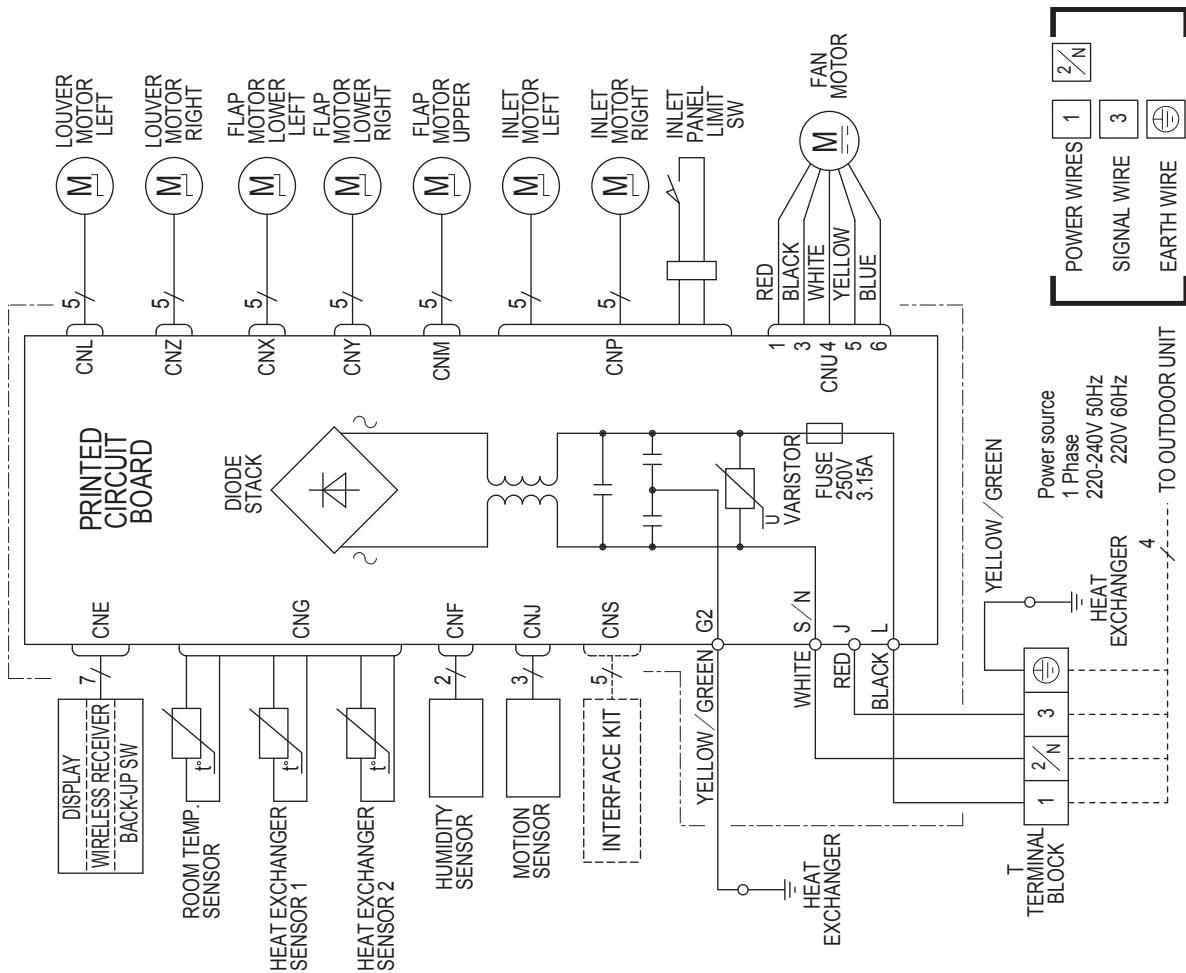 PRINTED
CIRCUIT
BOARD
DIODE
STACK
VARISTOR
U
FUSE
250V
3.15A
CNL
5
LOUVER
MOTOR
LEFT
M
CNZ
5
LOUVER
MOTOR
RIGHT
M
CNX
5
FLAP
MOTOR
LOWER
LEFT
M
CNY
5
FLAP
MOTOR
LOWER
RIGHT
M
CNM
5
FLAP
MOTOR
UPPER
M
CNP
5
INLET
MOTOR
LEFT
M
5
INLET
MOTOR
RIGHT
M
INLET
PANEL
LIMIT
SW
CNU
1
3
4
5
6
RED
BLACK
WHITE
YELLOW
BLUE
M
FAN
MOTOR
CNE
7
DISPLAY
WIRELESS RECEIVER
BACK-UP SW
CNG
t°
ROOM TEMP.
SENSOR
t°
HEAT EXCHANGER
SENSOR 1
t°
HEAT EXCHANGER
SENSOR 2
CNF
2
HUMIDITY
SENSOR
CNJ
3
MOTION
SENSOR
CNS
5
INTERFACE KIT
G2
YELLOW/GREEN
S/N
WHITE
J
RED
L
BLACK
HEAT
EXCHANGER
T
TERMINAL
BLOCK
1
2/N
3
YELLOW/GREEN
HEAT
EXCHANGER
4
TO OUTDOOR UNIT
Power source
1 Phase
220-240V 50Hz
220V 60Hz
POWER WIRES 1 2/N
SIGNAL WIRE 3
EARTH WIRE